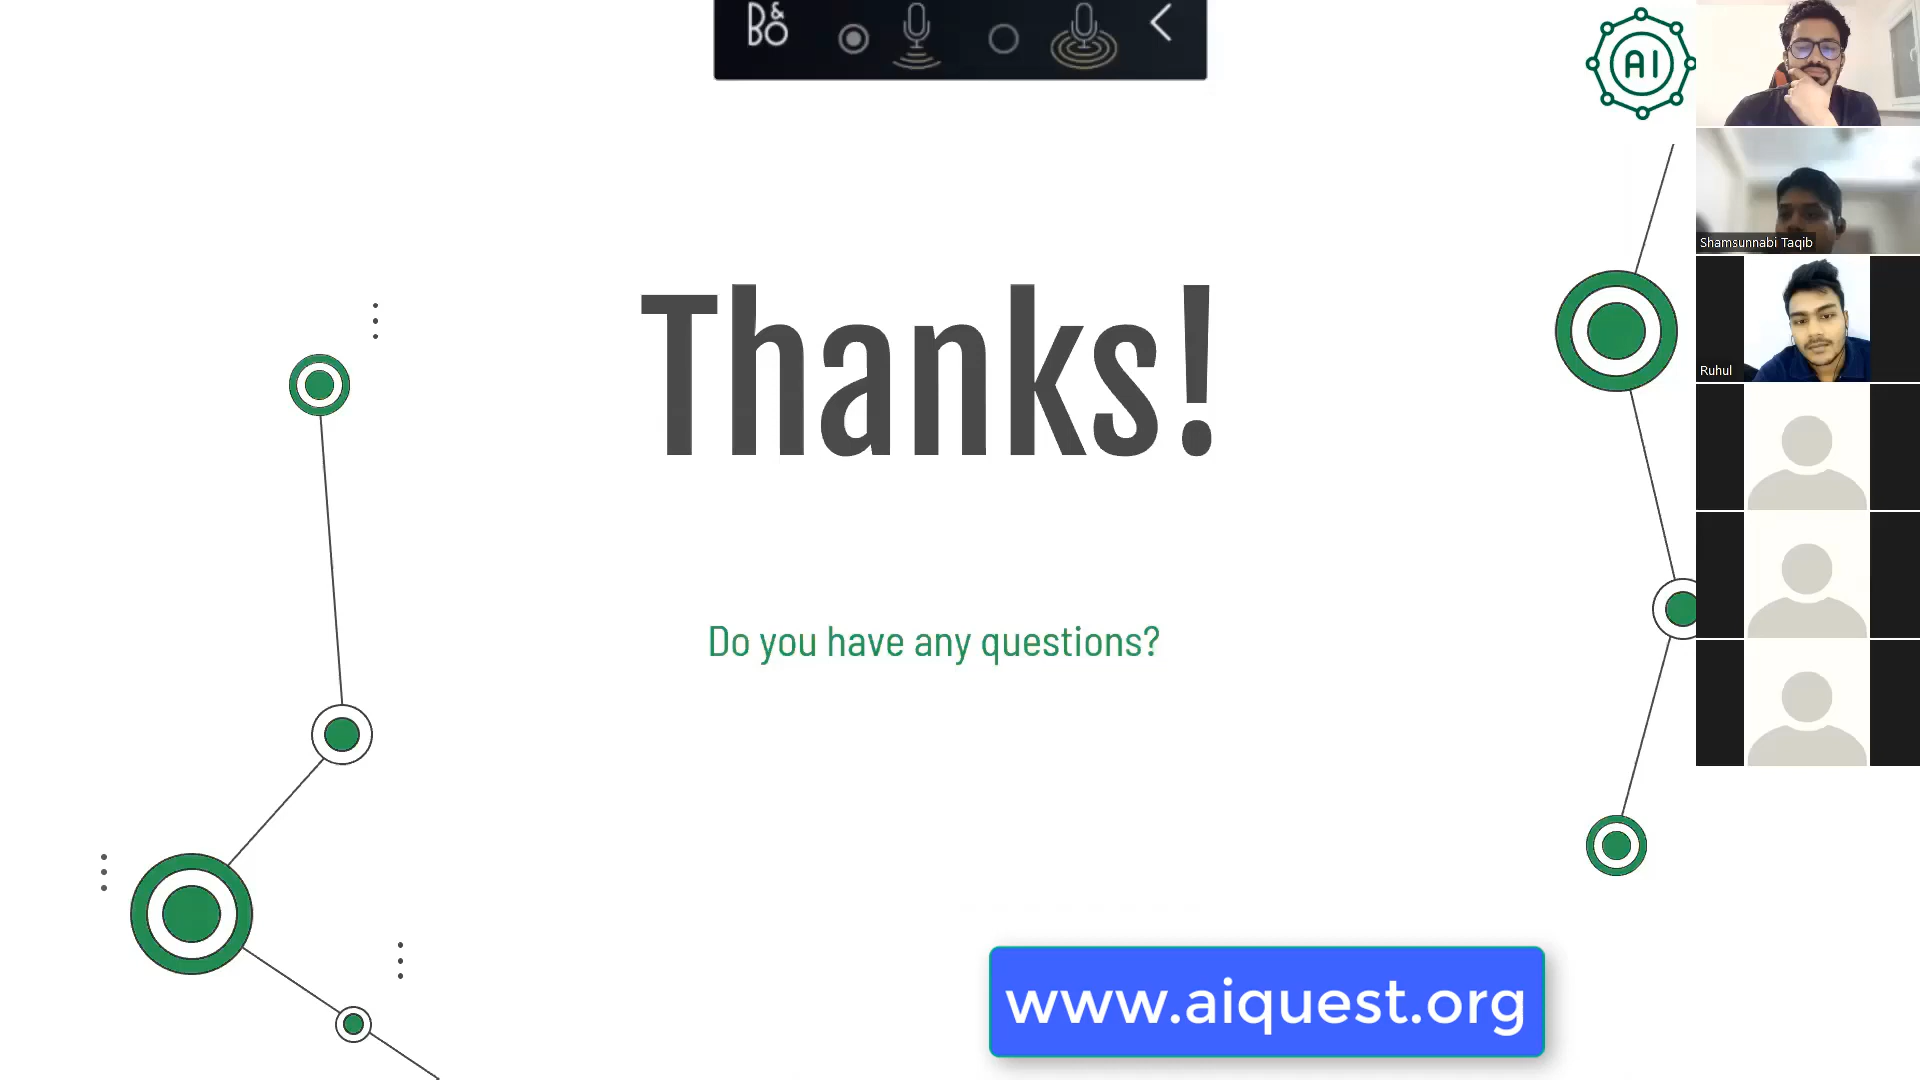 B&O
AI
Shamsunnabi Taqib
Thanks!
Ruhul
Do you have any questions?
www.aiquest.org